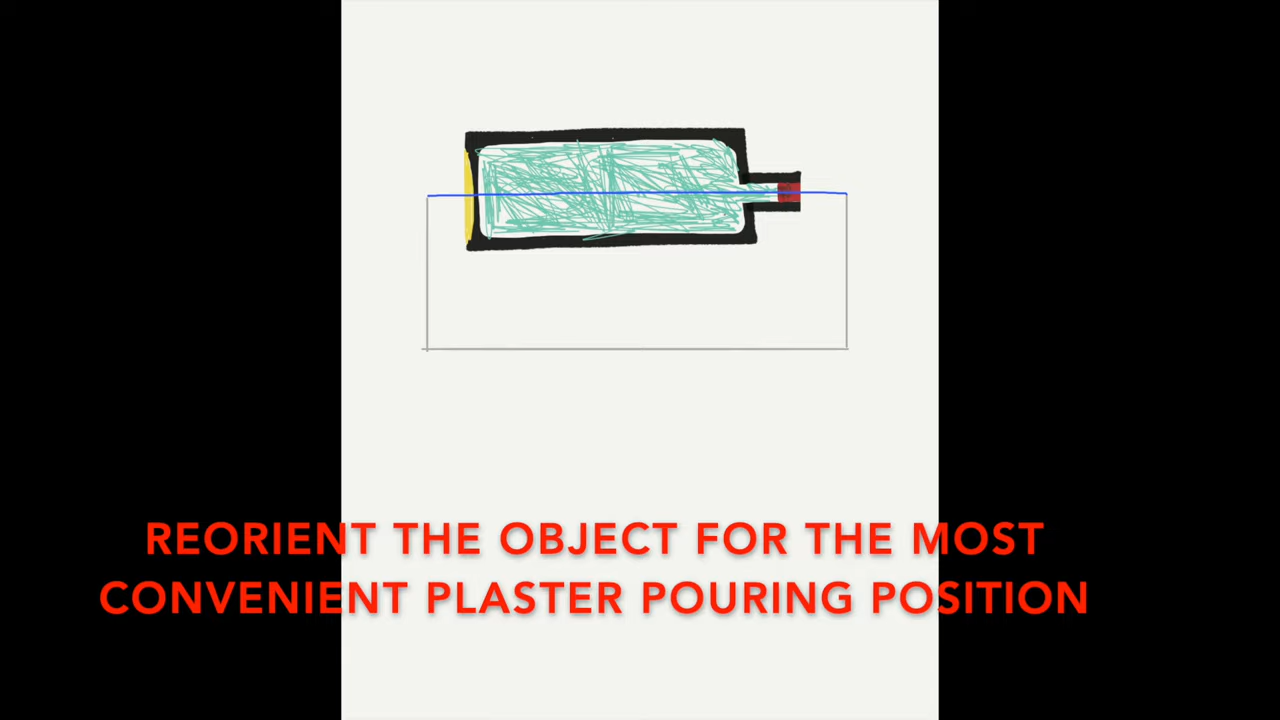 REORIENT THE OBJECT FOR THE MOST
CONVENIENT PLASTER POURING POSITION